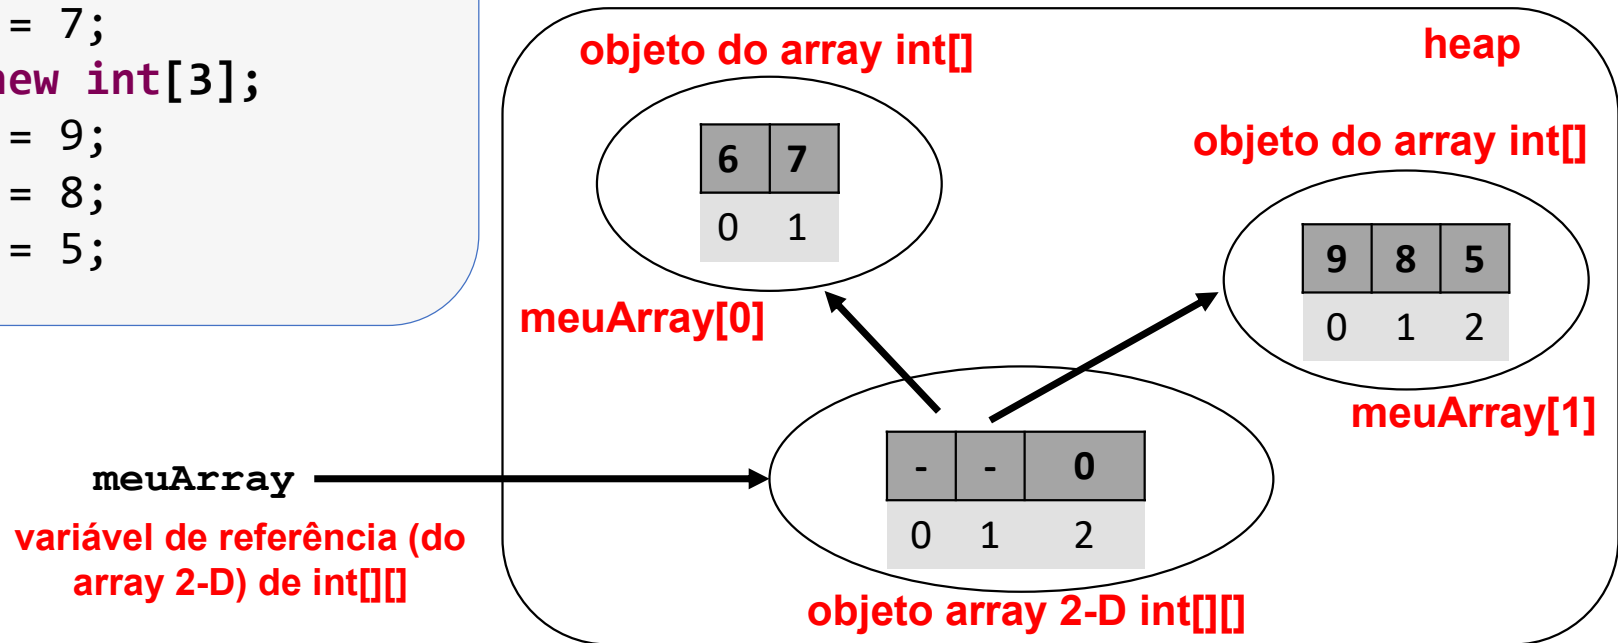 = 7;
new int[3];
= 9;
= 8;
= 5;
heap
objeto do array int[]
6 7
0 1
meuArray[0]
objeto do array int[]
9 8 5
0 1 2
meuArray[1]
meuArray
variável de referência (do
array 2-D) de int[][]
- - 0
0 1 2
objeto array 2-D int[][]